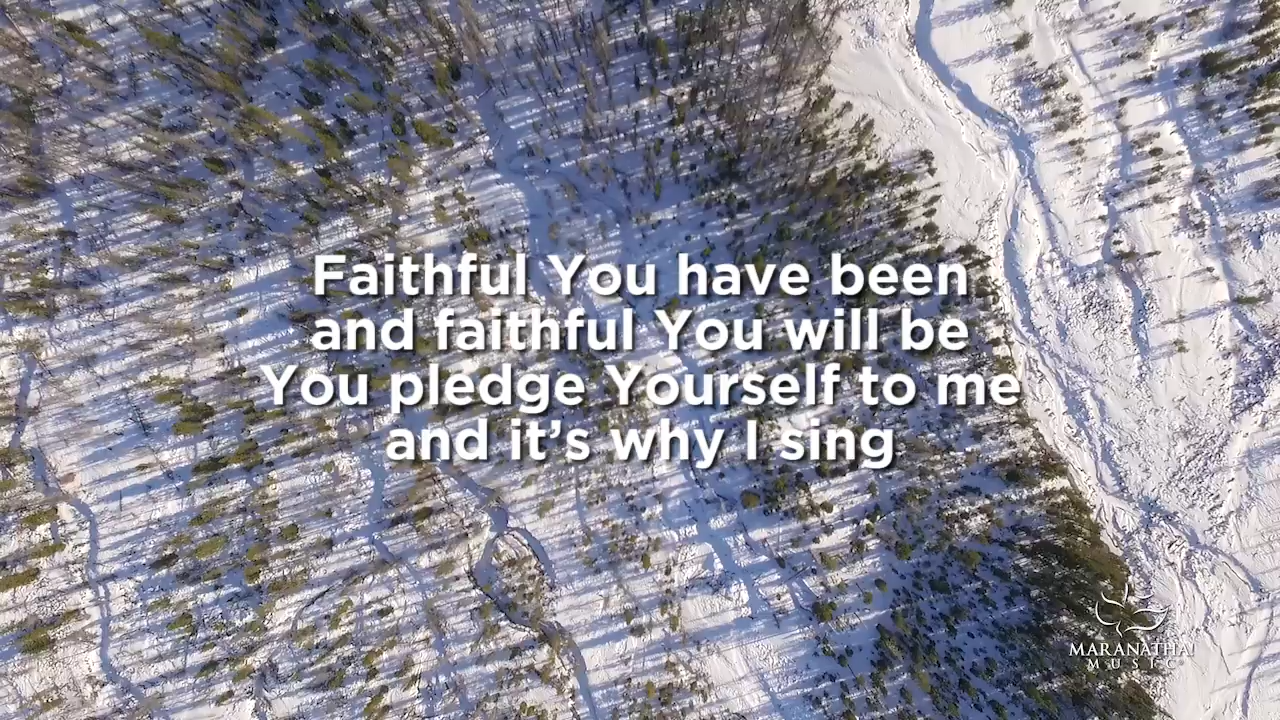 Faithful You have been
and faithful You will be
You pledge Yourself to me
and it’s why I sing
MARANATHA!
MUSIC